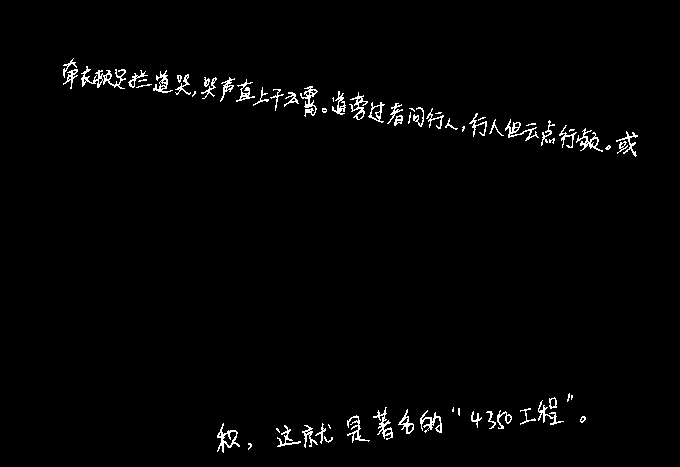 牵衣顿足拦道哭,哭声直上干云霄。道旁过者问行人,行人但云点行频。或
权，这就是著名的“4350工程”。